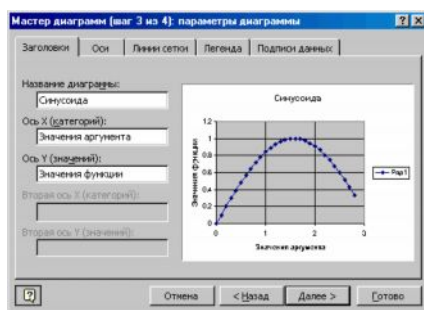 Мастер диаграмм (шаг 3 из 4): параметры диаграммы
Заголовки Оси Линии сетки Легенда Подписи данных
Название диаграммы:
Синусоида
Ось X (категорий):
Значения аргумента
Ось Y (значений):
Значения функции
Вторая ось X (категорий):
Вторая ось Y (значений):
Синусоида
Значения функции
1.2
1
0.8
0.6
0.4
0.2
0
0 1 2 3
Значения аргумента
Ряд1
Отмена < Назад Далее > Готово